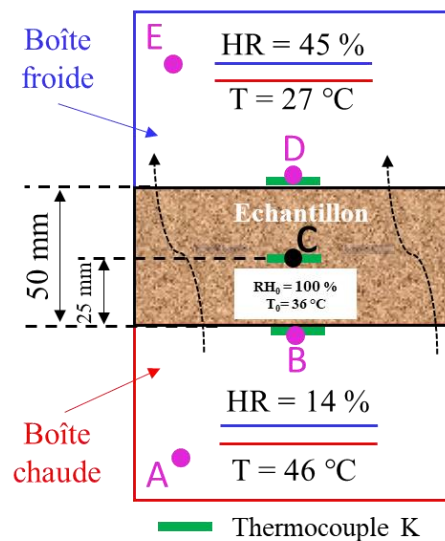 Boîte
froide
E
HR = 45 %
T = 27 °C
D
Echantillon
C
RH₀ = 100 %
T₀= 36 °C
50 mm
25 mm
B
HR = 14 %
T = 46 °C
Boîte
chaude
A
Thermocouple K